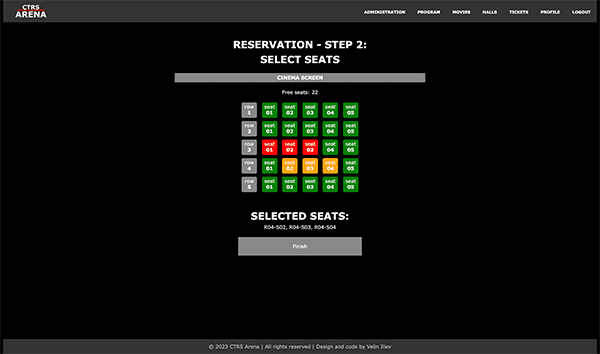 CTRS
ARENA
ADMINISTRATION PROGRAM MOVIES HALLS TICKETS PROFILE LOGOUT
RESERVATION - STEP 2:
SELECT SEATS
CINEMA SCREEN
Free seats: 22
row seat seat seat seat seat
1 01 02 03 04 05
row seat seat seat seat seat
2 01 02 03 04 05
row seat seat seat seat seat
3 01 02 03 04 05
row seat seat seat seat seat
4 01 02 03 04 05
row seat seat seat seat seat
5 01 02 03 04 05
SELECTED SEATS:
R04-S02, R04-S03, R04-S04
Finish
© 2023 CTRS Arena | All rights reserved | Design and code by Velin Iliev